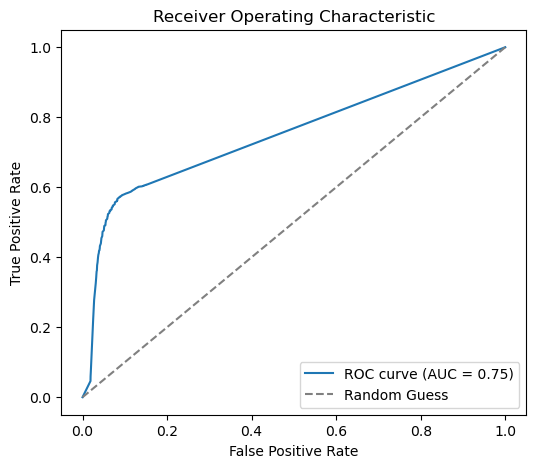 Receiver Operating Characteristic
True Positive Rate
1.0
0.8
0.6
0.4
0.2
0.0
ROC curve (AUC = 0.75)
Random Guess
0.0 0.2 0.4 0.6 0.8 1.0
False Positive Rate